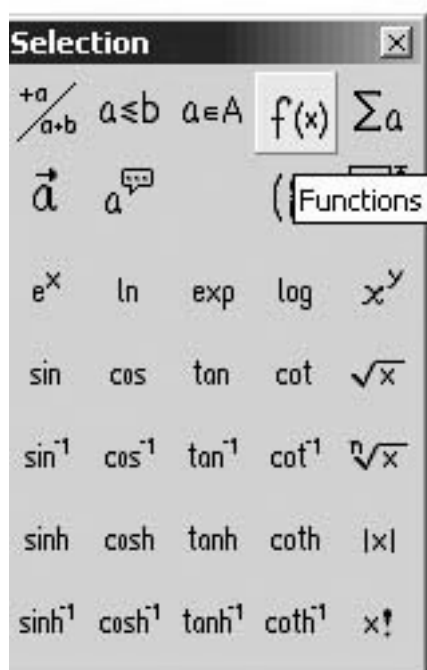 Selection
+a/a+b a≤b a∈A f(x) Σa
a⃗ a Functions
eˣ ln exp log xʸ
sin cos tan cot √x
sin⁻¹ cos⁻¹ tan⁻¹ cot⁻¹ ⁿ√x
sinh cosh tanh coth |x|
sinh⁻¹ cosh⁻¹ tanh⁻¹ coth⁻¹ x!